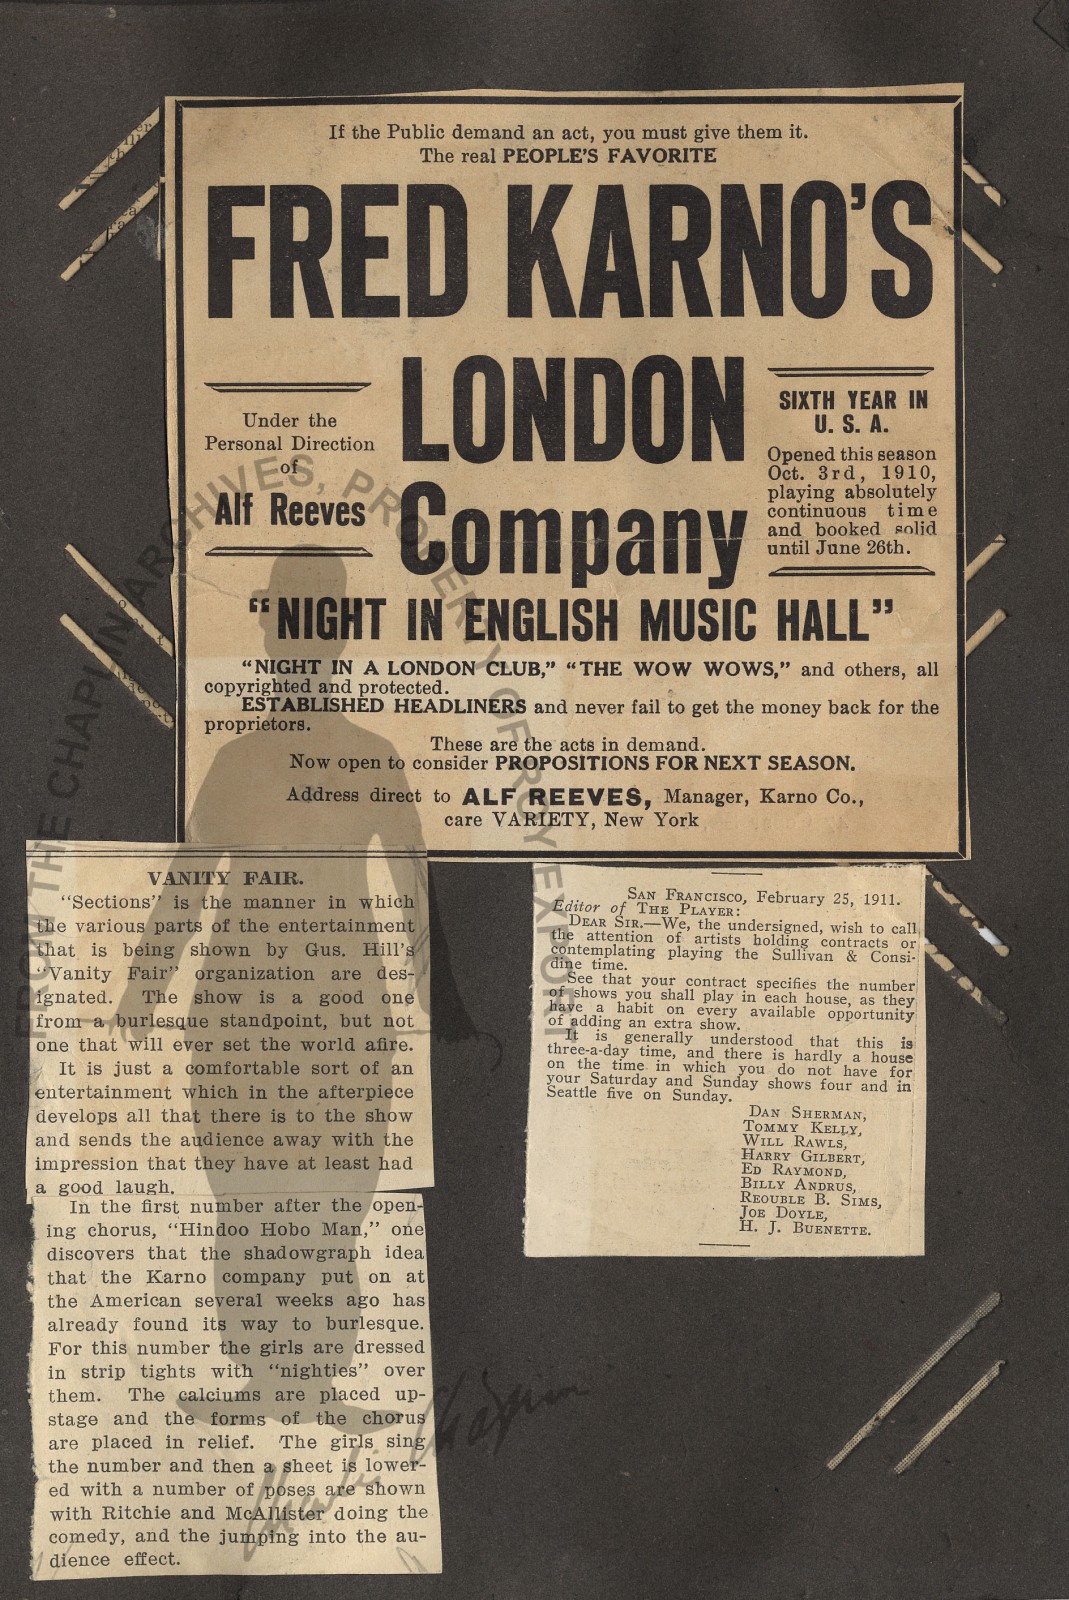 If the Public demand an act, you must give them it.
The real PEOPLE'S FAVORITE
FRED KARNO'S
LONDON
Company
Under the
Personal Direction
of
Alf Reeves
SIXTH YEAR IN
U. S. A.
Opened this season
Oct. 3rd, 1910,
playing absolutely
continuous time
and booked solid
until June 26th.
"NIGHT IN ENGLISH MUSIC HALL"
"NIGHT IN A LONDON CLUB," "THE WOW WOWS," and others, all
copyrighted and protected.
ESTABLISHED HEADLINERS and never fail to get the money back for the
proprietors.
These are the acts in demand.
Now open to consider PROPOSITIONS FOR NEXT SEASON.
Address direct to ALF REEVES, Manager, Karno Co.,
care VARIETY, New York
VANITY FAIR.
"Sections" is the manner in which
the various parts of the entertainment
that is being shown by Gus. Hill's
"Vanity Fair" organization are des-
ignated. The show is a good one
from a burlesque standpoint, but not
one that will ever set the world afire.
It is just a comfortable sort of an
entertainment which in the afterpiece
develops all that there is to the show
and sends the audience away with the
impression that they have at least had
a good laugh.
In the first number after the open-
ing chorus, "Hindoo Hobo Man," one
discovers that the shadowgraph idea
that the Karno company put on at
the American several weeks ago has
already found its way to burlesque.
For this number the girls are dressed
in strip tights with "nighties" over
them. The calciums are placed up-
stage and the forms of the chorus
are placed in relief. The girls sing
the number and then a sheet is lower-
ed with a number of poses are shown
with Ritchie and McAllister doing the
comedy, and the jumping into the au-
dience effect.
SAN FRANCISCO, February 25, 1911.
Editor of THE PLAYER:
DEAR SIR.—We, the undersigned, wish to call
the attention of artists holding contracts or
contemplating playing the Sullivan & Consi-
dine time.
See that your contract specifies the number
of shows you shall play in each house, as they
have a habit on every available opportunity
of adding an extra show.
It is generally understood that this is
three-a-day time, and there is hardly a house
on the time in which you do not have for
your Saturday and Sunday shows four and in
Seattle five on Sunday.
DAN SHERMAN,
TOMMY KELLY,
WILL RAWLS,
HARRY GILBERT,
ED RAYMOND,
BILLY ANDRUS,
REOUBLE B. SIMS,
JOE DOYLE,
H. J. BUENETTE.
FROM THE CHAPLIN ARCHIVES, PROPERTY OF ROY EXPORT
Charlie Chaplin